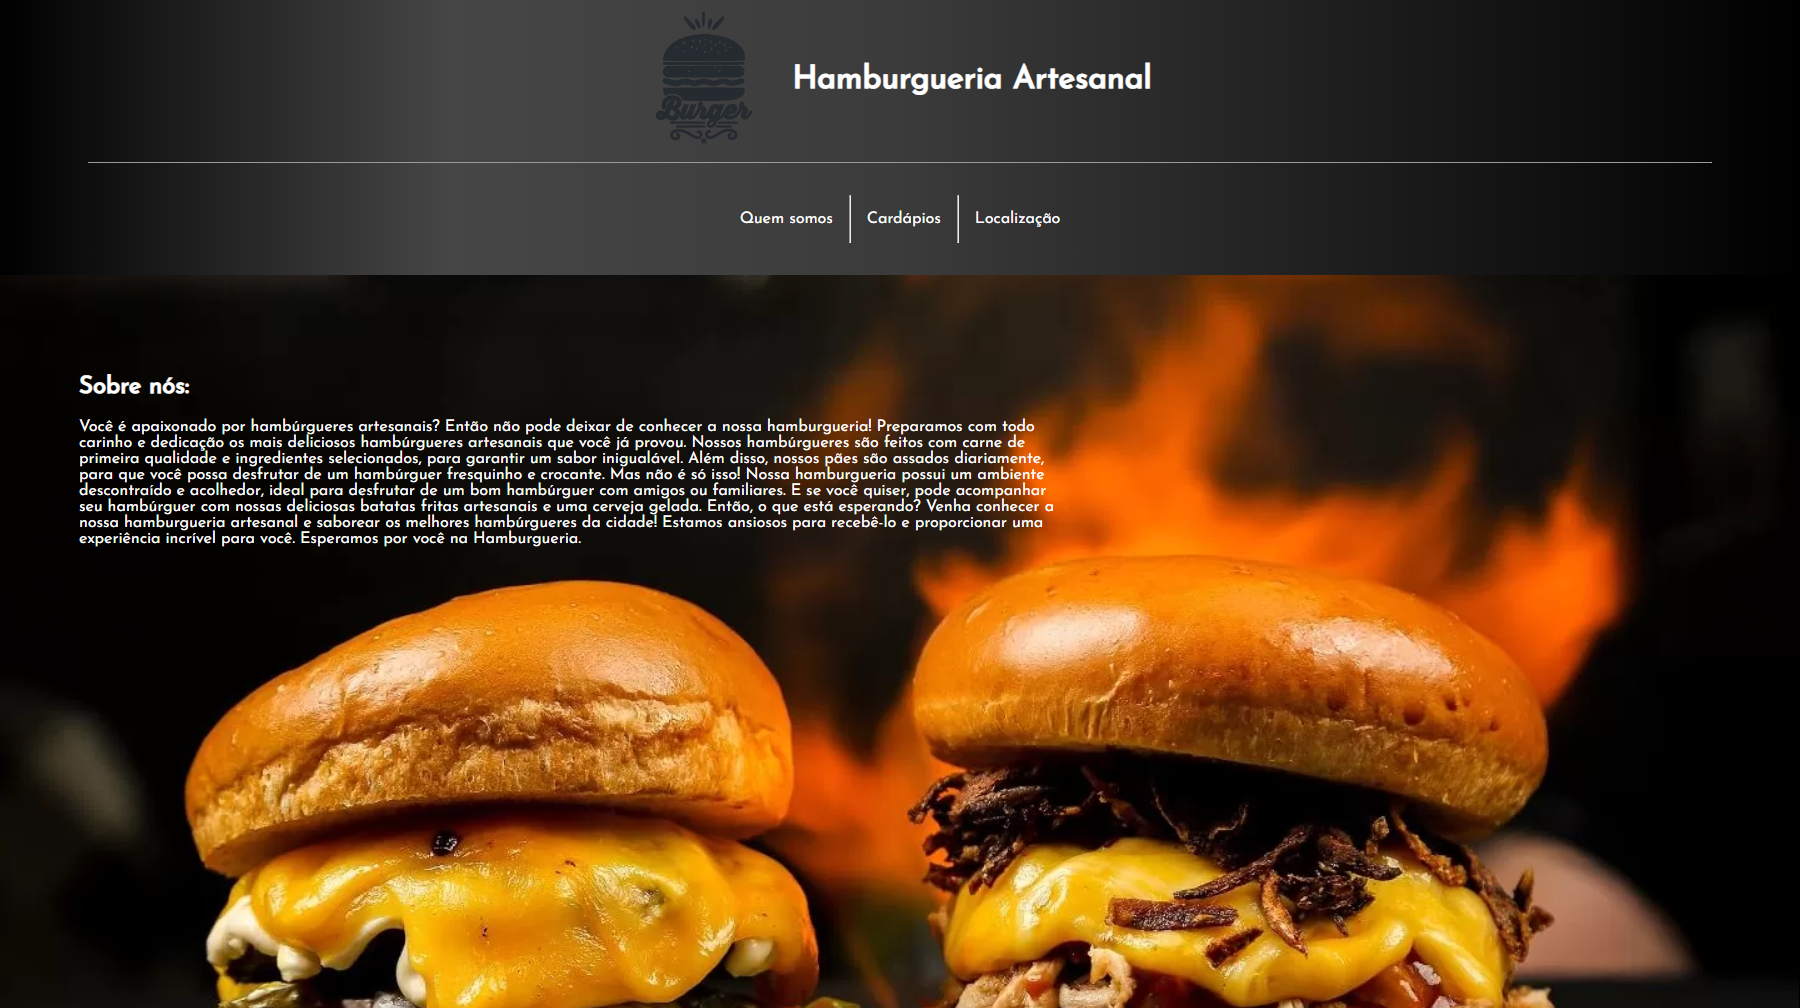 Burger
Hamburgueria Artesanal
Quem somos
Cardápios
Localização
Sobre nós:
Você é apaixonado por hambúrgueres artesanais? Então não pode deixar de conhecer a nossa hamburgueria! Preparamos com todo
carinho e dedicação os mais deliciosos hambúrgueres artesanais que você já provou. Nossos hambúrgueres são feitos com carne de
primeira qualidade e ingredientes selecionados, para garantir um sabor inigualável. Além disso, nossos pães são assados diariamente,
para que você possa desfrutar de um hambúrguer fresquinho e crocante. Mas não é só isso! Nossa hamburgueria possui um ambiente
descontraído e acolhedor, ideal para desfrutar de um bom hambúrguer com amigos ou familiares. E se você quiser, pode acompanhar
seu hambúrguer com nossas deliciosas batatas fritas artesanais e uma cerveja gelada. Então, o que está esperando? Venha conhecer a
nossa hamburgueria artesanal e saborear os melhores hambúrgueres da cidade! Estamos ansiosos para recebê-lo e proporcionar uma
experiência incrível para você. Esperamos por você na Hamburgueria.